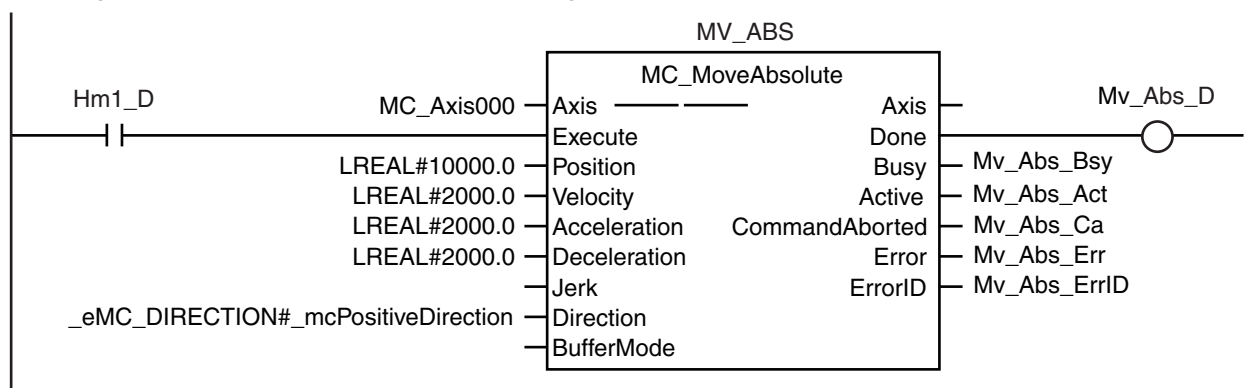 MV_ABS
MC_MoveAbsolute
Hm1_D MC_Axis000 Axis Axis Mv_Abs_D
Execute Done
LREAL#10000.0 Position Busy Mv_Abs_Bsy
LREAL#2000.0 Velocity Active Mv_Abs_Act
LREAL#2000.0 Acceleration CommandAborted Mv_Abs_Ca
LREAL#2000.0 Deceleration Error Mv_Abs_Err
Jerk ErrorID Mv_Abs_ErrID
_eMC_DIRECTION#_mcPositiveDirection Direction
BufferMode